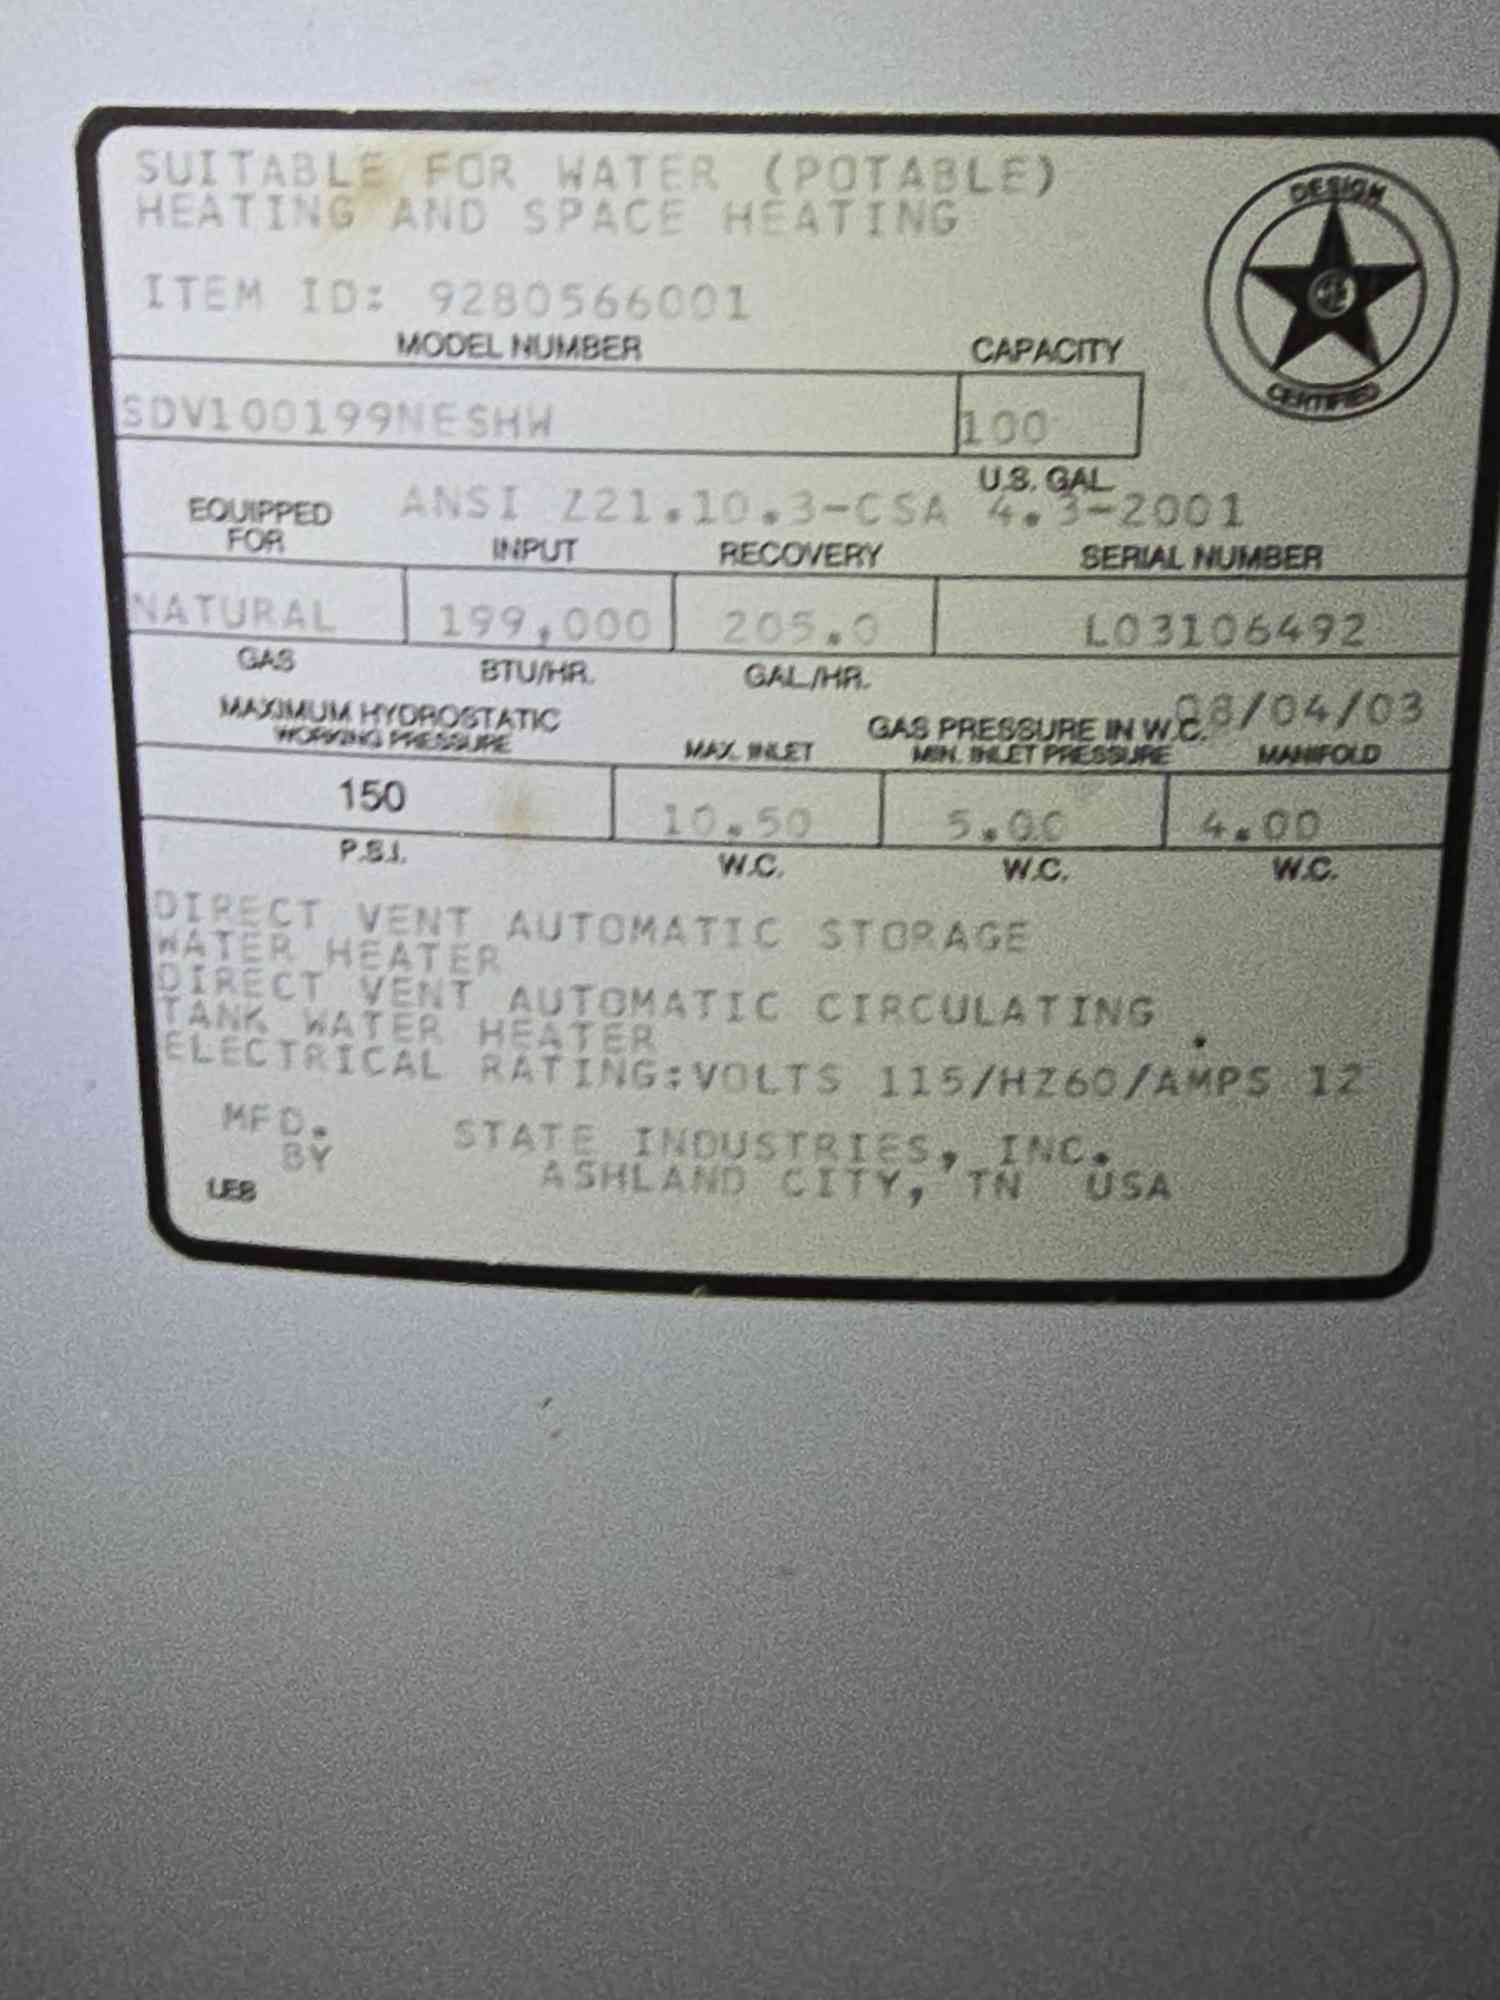 SUITABLE FOR WATER (POTABLE)
HEATING AND SPACE HEATING
DESIGN
CERTIFIED
ITEM ID: 9280566001
MODEL NUMBER CAPACITY
SDV100199NESHW 100
U.S. GAL.
ANSI Z21.10.3-CSA 4.3-2001
EQUIPPED
FOR INPUT RECOVERY SERIAL NUMBER
NATURAL 199,000 205.0 L03106492
GAS BTU/HR. GAL/HR.
08/04/03
MAXIMUM HYDROSTATIC GAS PRESSURE IN W.C.
WORKING PRESSURE MAX. INLET MIN. INLET PRESSURE MANIFOLD
150 10.50 5.00 4.00
P.S.I. W.C. W.C. W.C.
DIRECT VENT AUTOMATIC STORAGE
WATER HEATER
DIRECT VENT AUTOMATIC CIRCULATING
TANK WATER HEATER
ELECTRICAL RATING:VOLTS 115/HZ60/AMPS 12
MFD. STATE INDUSTRIES, INC.
BY ASHLAND CITY, TN USA